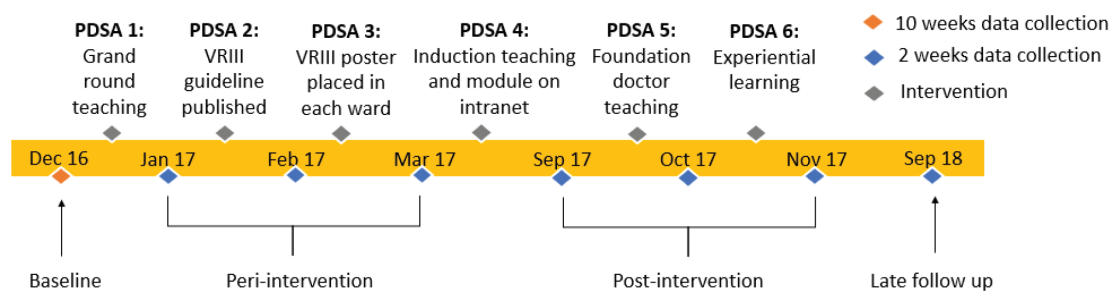 PDSA 1:
Grand
round
teaching
PDSA 2:
VRIII
guideline
published
PDSA 3:
VRIII poster
placed in
each ward
PDSA 4:
Induction teaching
and module on
intranet
PDSA 5:
Foundation
doctor
teaching
PDSA 6:
Experiential
learning
10 weeks data collection
2 weeks data collection
Intervention
Dec 16
Jan 17
Feb 17
Mar 17
Sep 17
Oct 17
Nov 17
Sep 18
Baseline
Peri-intervention
Post-intervention
Late follow up